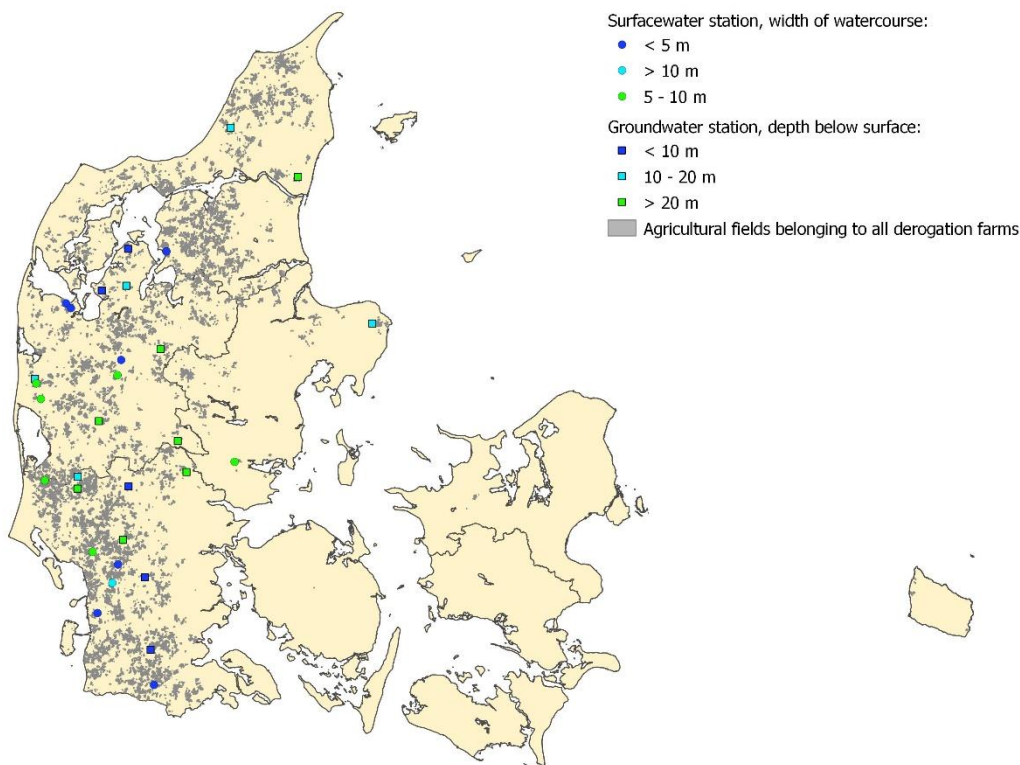 Surfacewater station, width of watercourse:
< 5 m
> 10 m
5 - 10 m
Groundwater station, depth below surface:
< 10 m
10 - 20 m
> 20 m
Agricultural fields belonging to all derogation farms